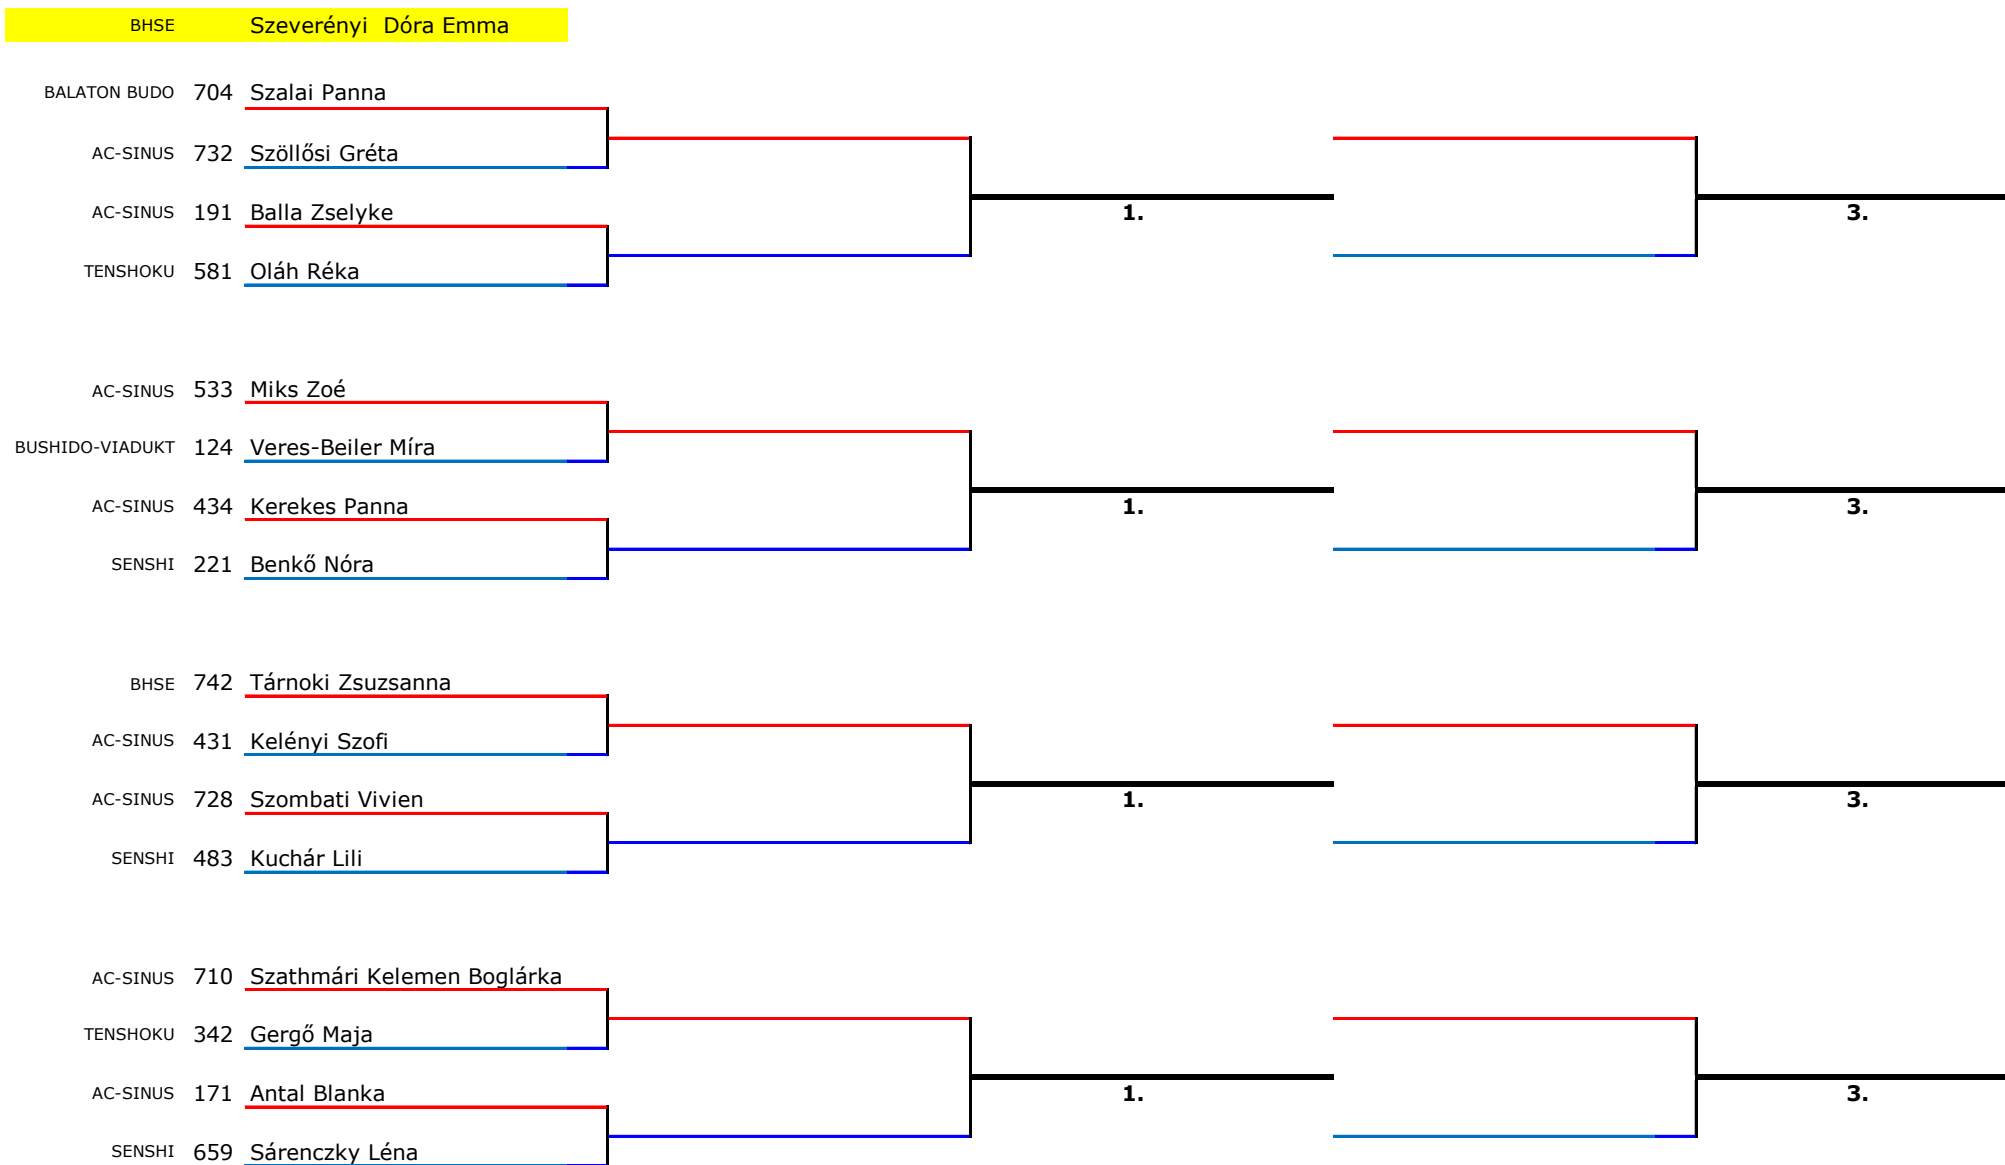 BHSE Szeverényi Dóra Emma
BALATON BUDO 704 Szalai Panna
AC-SINUS 732 Szöllősi Gréta
AC-SINUS 191 Balla Zselyke
1. 3.
TENSHOKU 581 Oláh Réka
AC-SINUS 533 Miks Zoé
BUSHIDO-VIADUKT 124 Veres-Beiler Míra
AC-SINUS 434 Kerekes Panna
1. 3.
SENSHI 221 Benkő Nóra
BHSE 742 Tárnoki Zsuzsanna
AC-SINUS 431 Kelényi Szofi
AC-SINUS 728 Szombati Vivien
1. 3.
SENSHI 483 Kuchár Lili
AC-SINUS 710 Szathmári Kelemen Boglárka
TENSHOKU 342 Gergő Maja
AC-SINUS 171 Antal Blanka
1. 3.
SENSHI 659 Sárenczky Léna